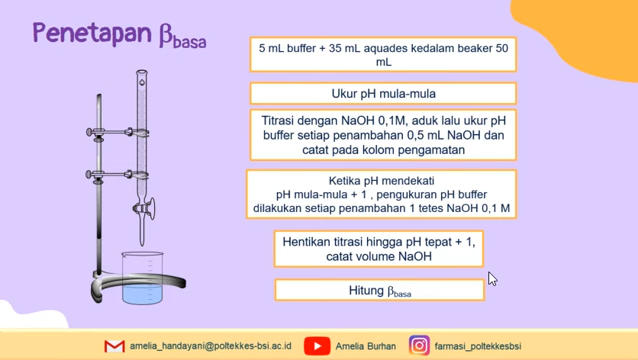 Penetapan βbasa
5 mL buffer + 35 mL aquades kedalam beaker 50
mL
Ukur pH mula-mula
Titrasi dengan NaOH 0,1M, aduk lalu ukur pH
buffer setiap penambahan 0,5 mL NaOH dan
catat pada kolom pengamatan
Ketika pH mendekati
pH mula-mula + 1 , pengukuran pH buffer
dilakukan setiap penambahan 1 tetes NaOH 0,1 M
Hentikan titrasi hingga pH tepat + 1,
catat volume NaOH
Hitung βbasa
amelia_handayani@poltekkes-bsi.ac.id
Amelia Burhan
farmasi_poltekkesbsi